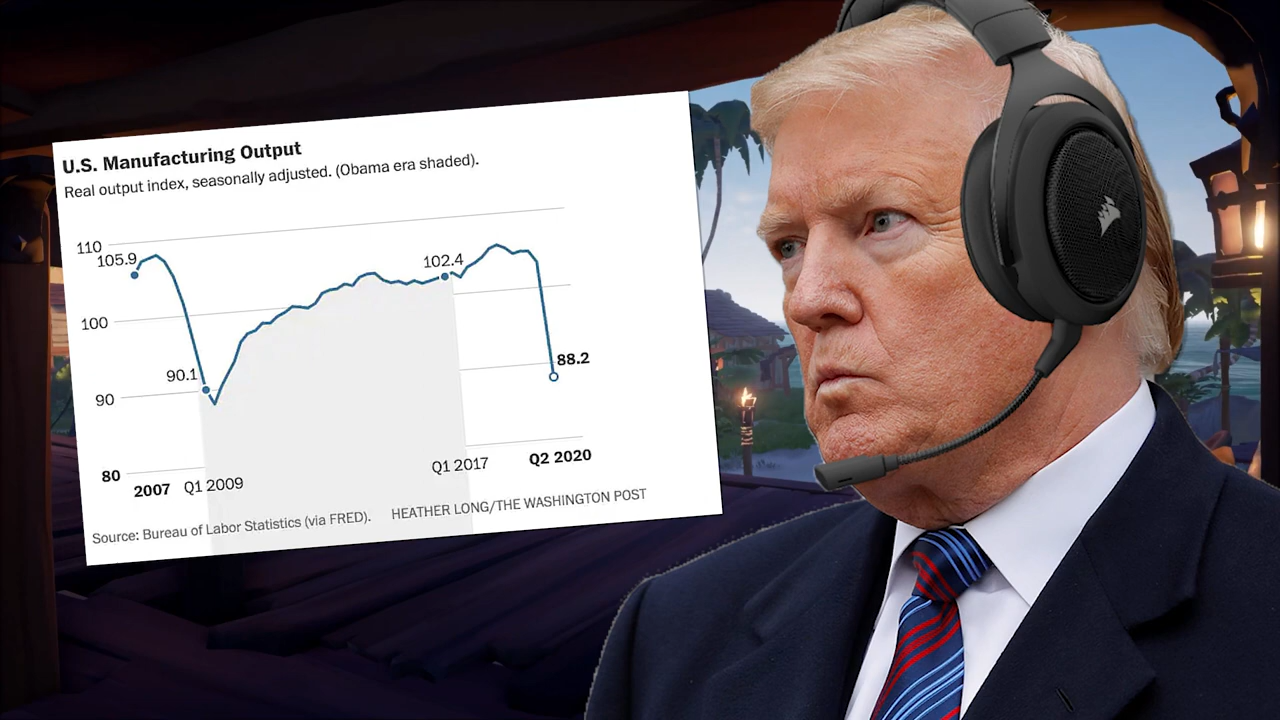 U.S. Manufacturing Output
Real output index, seasonally adjusted. (Obama era shaded).
110
105.9
102.4
100
88.2
90.1
90
80
2007 Q1 2009 Q1 2017 Q2 2020
Source: Bureau of Labor Statistics (via FRED). HEATHER LONG/THE WASHINGTON POST